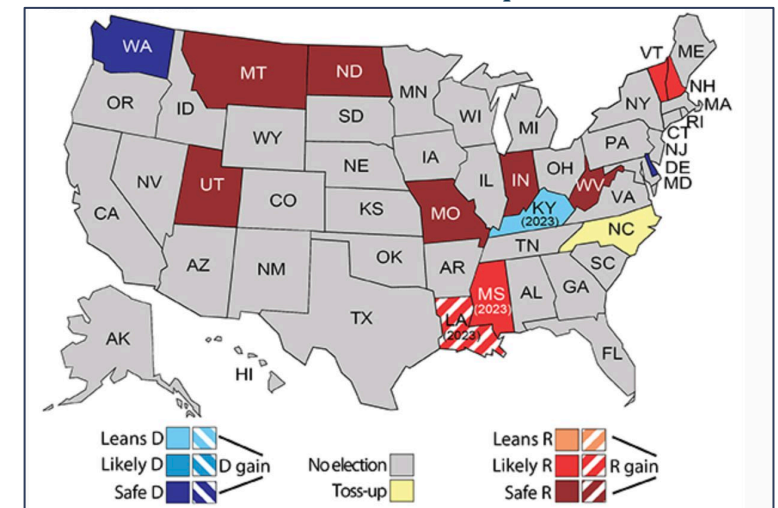 WA
MT
ND
MN
VT
ME
NH
MA
RI
CT
NJ
DE
MD
OR
ID
SD
WI
MI
NY
PA
WY
NE
IA
IL
IN
OH
WV
VA
NV
UT
CO
KS
MO
KY
(2023)
NC
CA
TN
AZ
NM
OK
AR
SC
MS
(2023)
AL
GA
TX
LA
(2023)
FL
AK
HI
Leans D
Likely D
D gain
Safe D
No election
Toss-up
Leans R
Likely R
R gain
Safe R